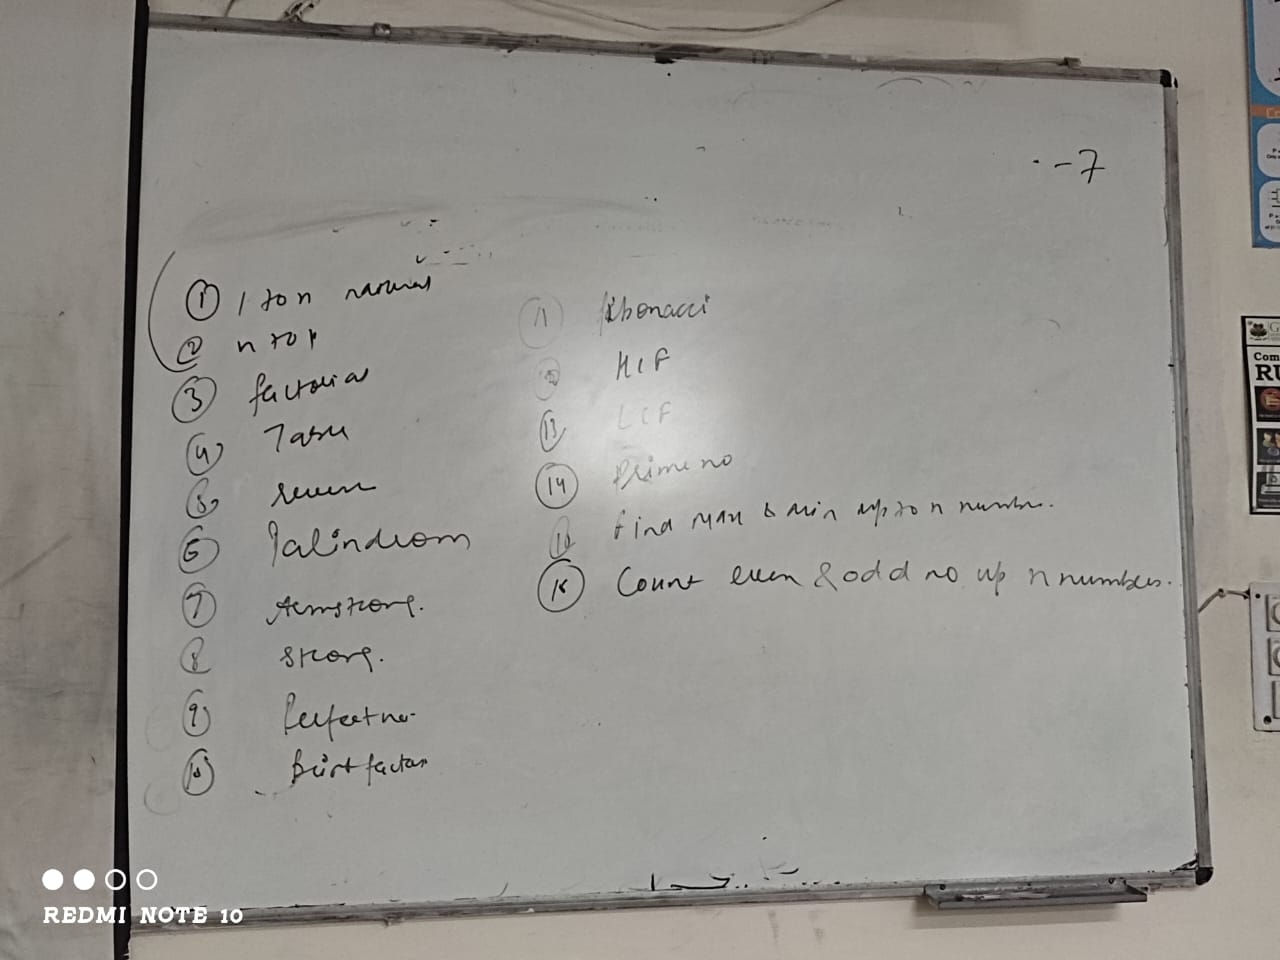 -7
① 1 to n natural
② n to 1
③ factorial
④ Table
⑤ reverse
⑥ Palindrom
⑦ Armstrong.
⑧ Strong.
⑨ Perfect no.
⑩ Print factor
⑪ fibonacci
⑫ HCF
⑬ LCF
⑭ Prime no
⑮ find max & min upto n number.
⑯ Count even & odd no. up n numbers.
Com
RU
REDMI NOTE 10